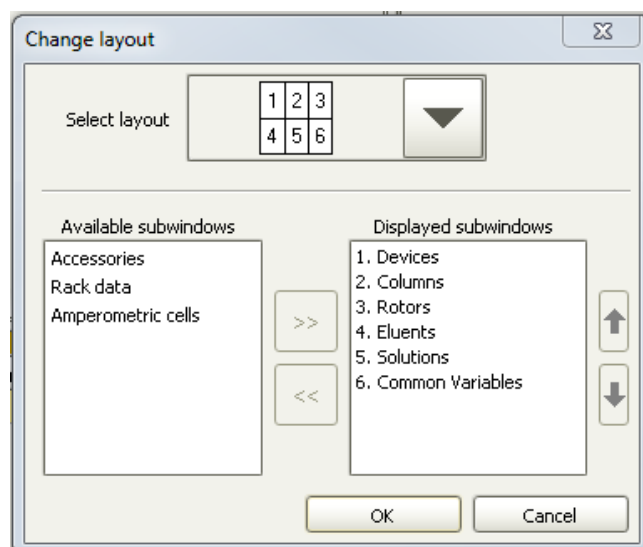 Change layout
Select layout
1 2 3
4 5 6
Available subwindows
Accessories
Rack data
Amperometric cells
>>
<<
Displayed subwindows
1. Devices
2. Columns
3. Rotors
4. Eluents
5. Solutions
6. Common Variables
OK
Cancel